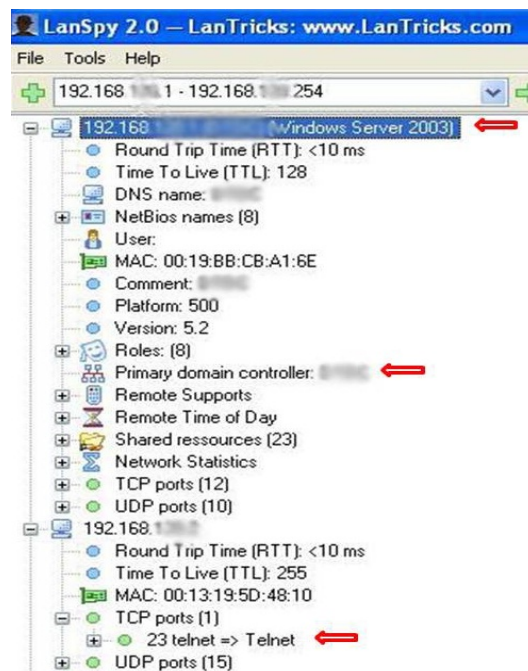 LanSpy 2.0 — LanTricks: www.LanTricks.com
File Tools Help
192.168 .1 - 192.168. .254
192.168 (Windows Server 2003)
Round Trip Time (RTT): <10 ms
Time To Live (TTL): 128
DNS name:
NetBios names (8)
User:
MAC: 00:19:BB:CB:A1:6E
Comment:
Platform: 500
Version: 5.2
Roles: (8)
Primary domain controller:
Remote Supports
Remote Time of Day
Shared ressources (23)
Network Statistics
TCP ports (12)
UDP ports (10)
192.168.
Round Trip Time (RTT): <10 ms
Time To Live (TTL): 255
MAC: 00:13:19:5D:48:10
TCP ports (1)
23 telnet => Telnet
UDP ports (15)